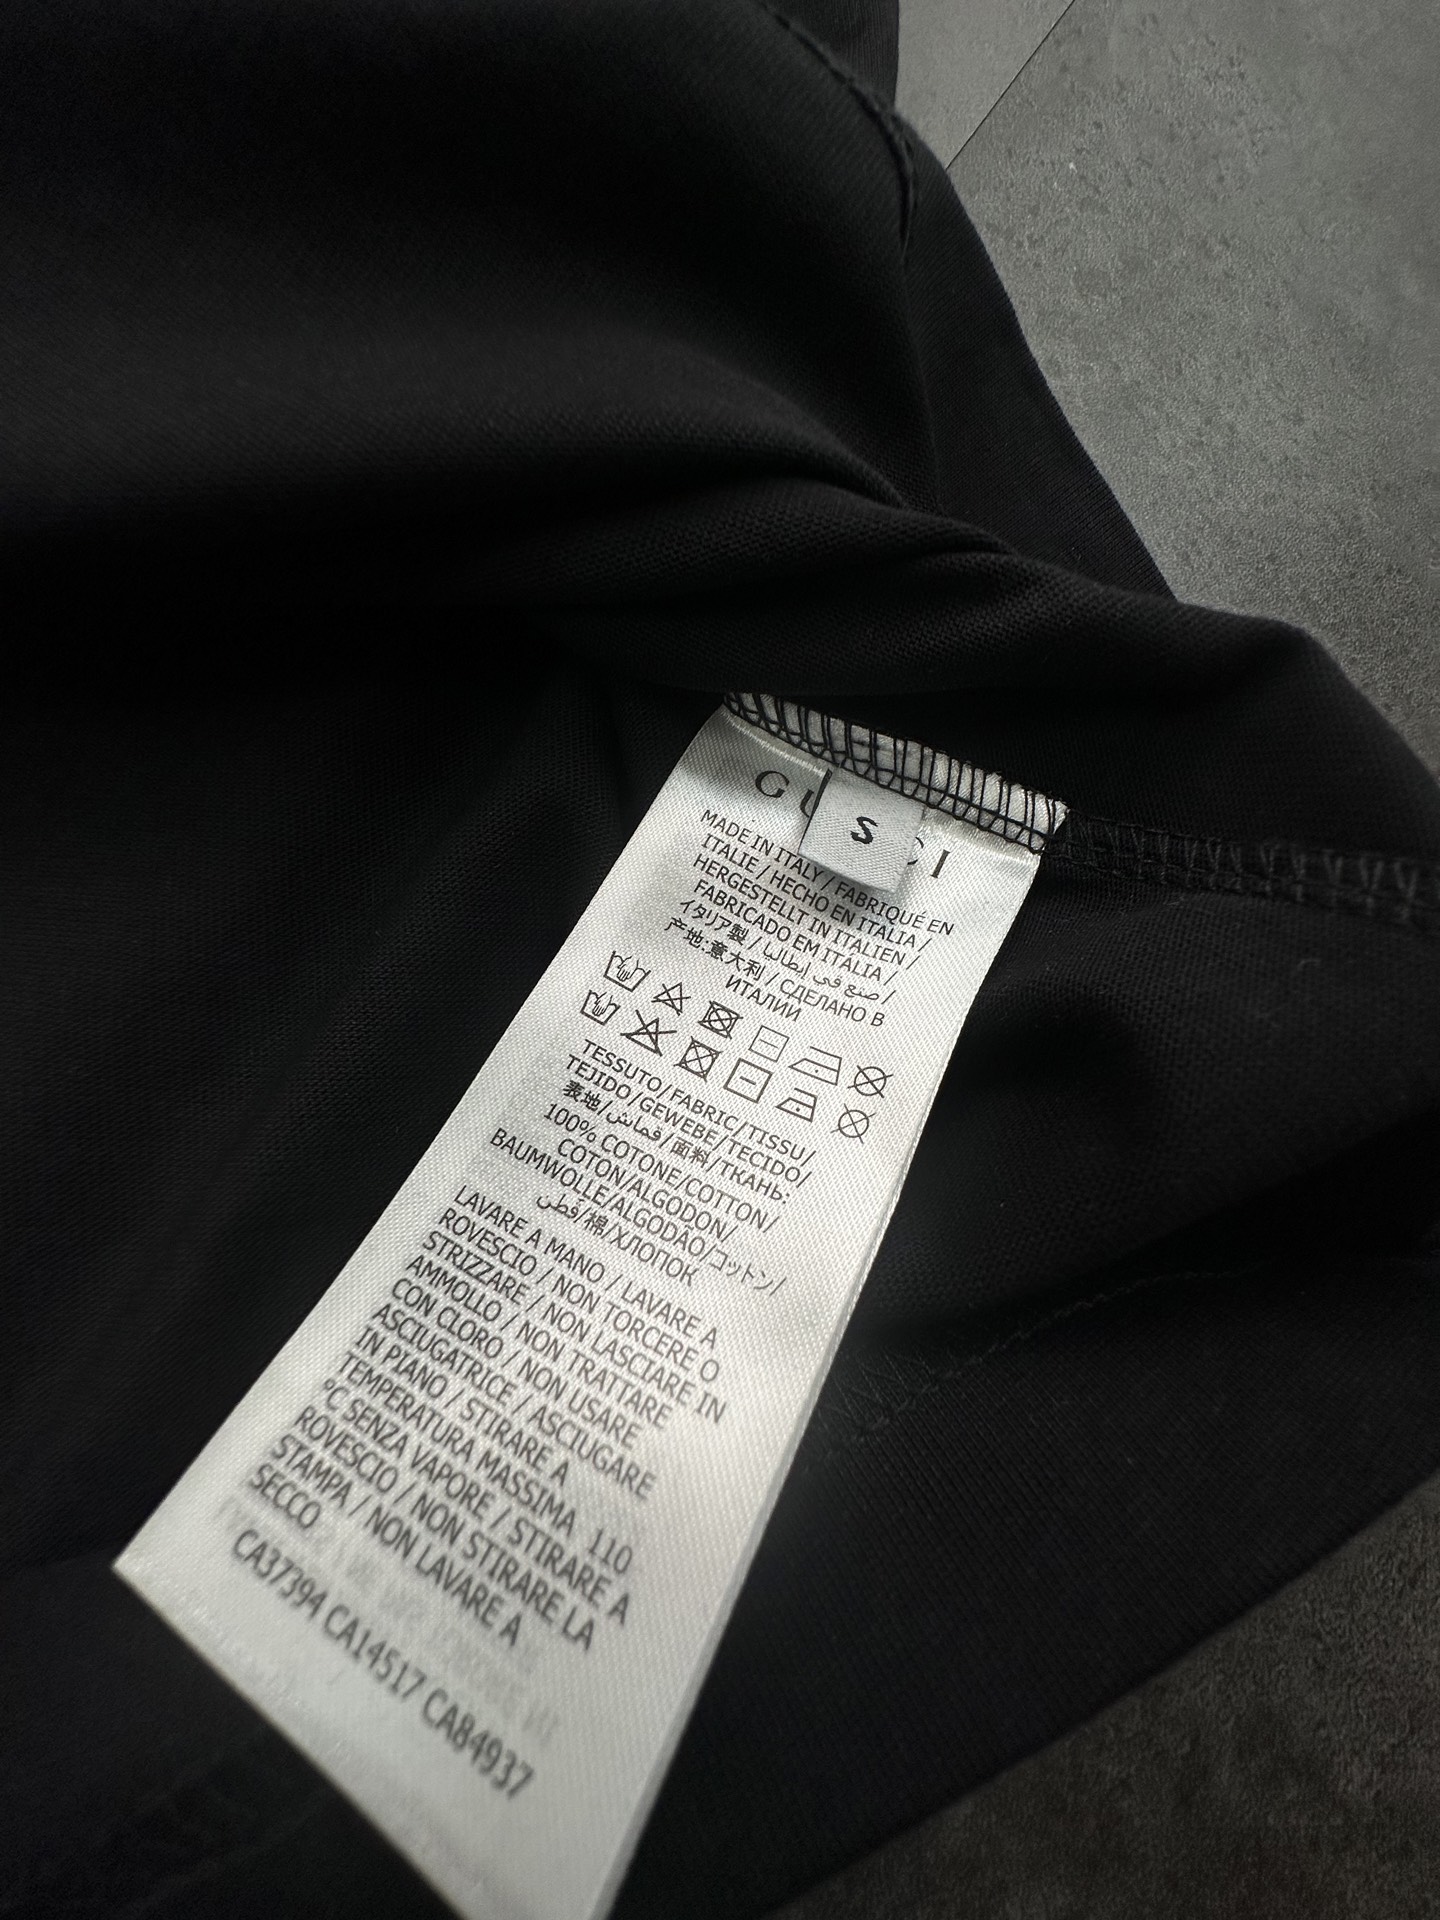 GU CI
S
MADE IN ITALY / FABRIQUÉ EN
ITALIE / HECHO EN ITALIA /
HERGESTELLT IN ITALIEN /
FABRICADO EM ITALIA /
イタリア製 / صنع في إيطاليا /
产地:意大利 / СДЕЛАНО В
ИТАЛИИ
TESSUTO/FABRIC/TISSU/
TEJIDO/GEWEBE/TECIDO/
表地/قماش/面料/ТКАНЬ:
100% COTONE/COTTON/
COTON/ALGODON/
BAUMWOLLE/ALGODÃO/コットン/
قطن/棉/ХЛОПОК
LAVARE A MANO / LAVARE A
ROVESCIO / NON TORCERE O
STRIZZARE / NON LASCIARE IN
AMMOLLO / NON TRATTARE
CON CLORO / NON USARE
ASCIUGATRICE / ASCIUGARE
IN PIANO / STIRARE A
TEMPERATURA MASSIMA 110
°C SENZA VAPORE / STIRARE A
ROVESCIO / NON STIRARE LA
STAMPA / NON LAVARE A
SECCO
CA37394 CA14517 CA84937